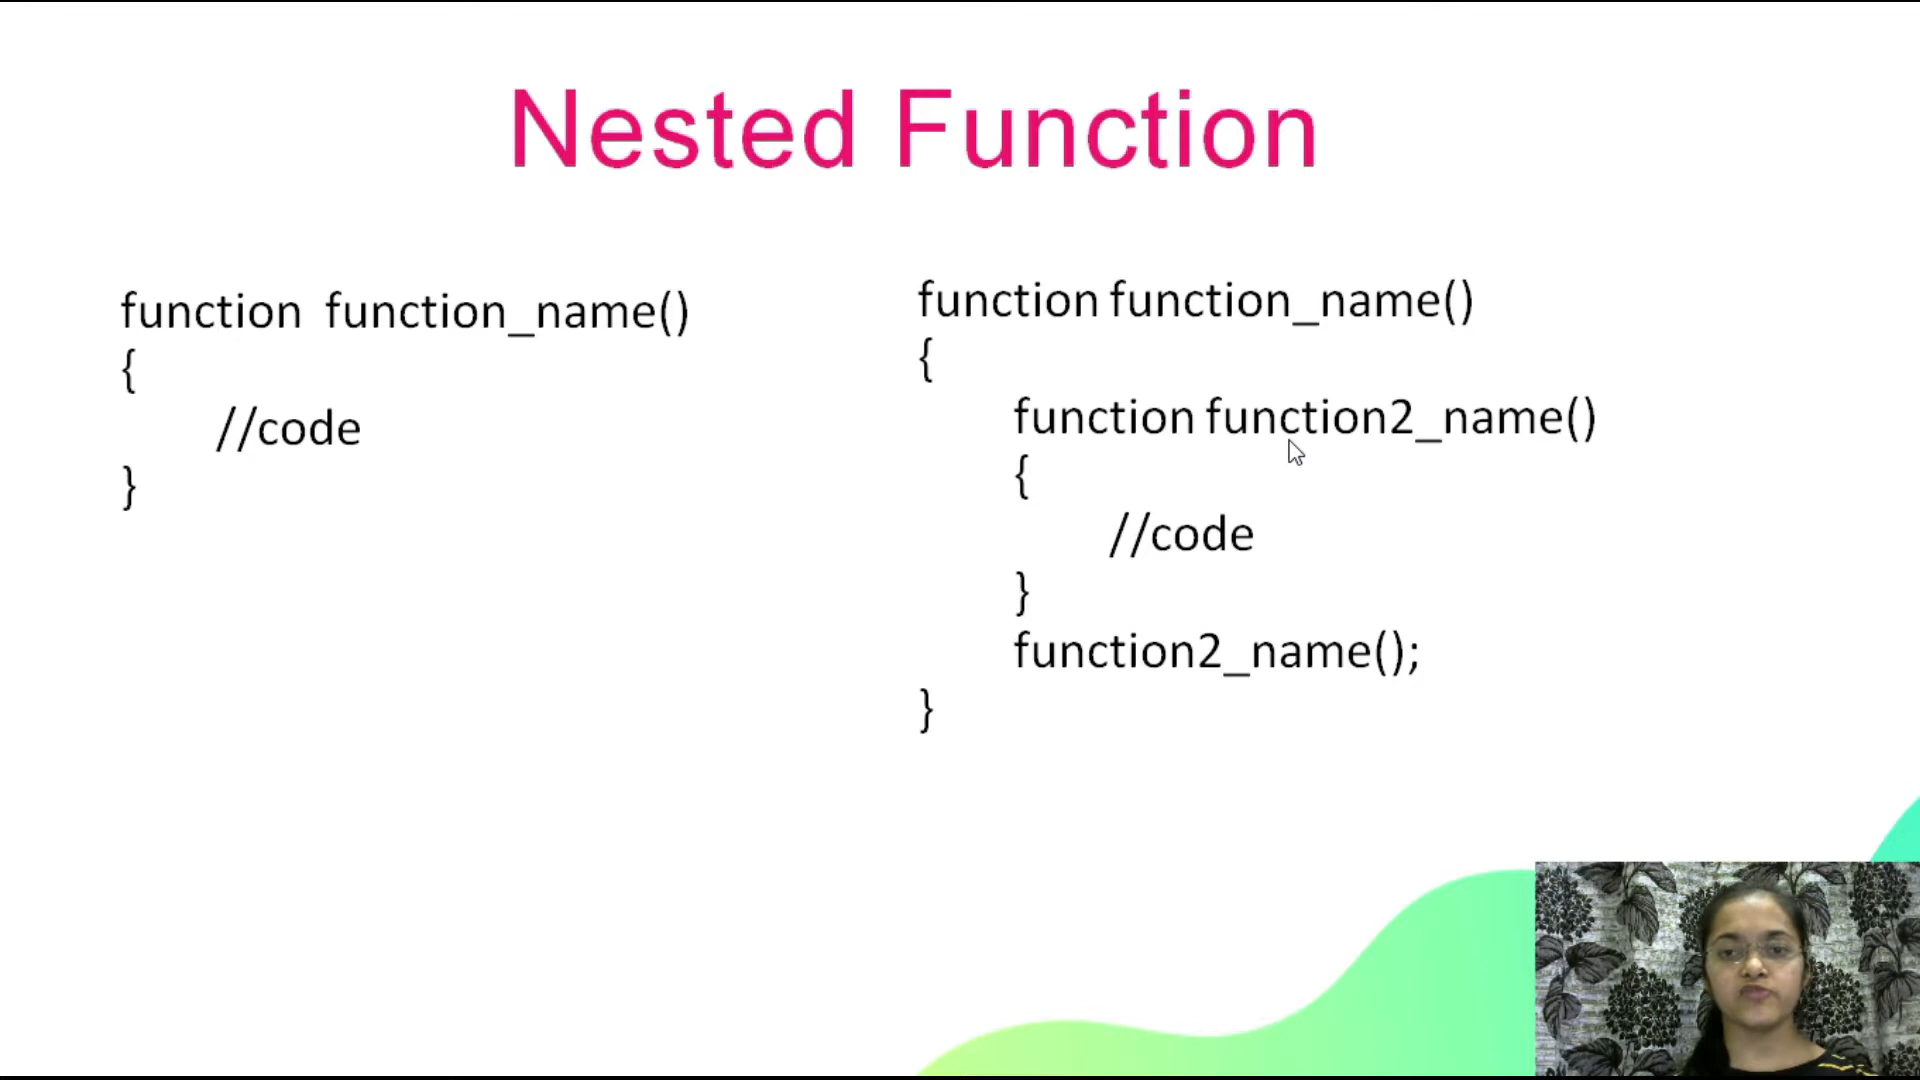 Nested Function
function function_name()
{
//code
}
function function_name()
{
function function2_name()
{
//code
}
function2_name();
}